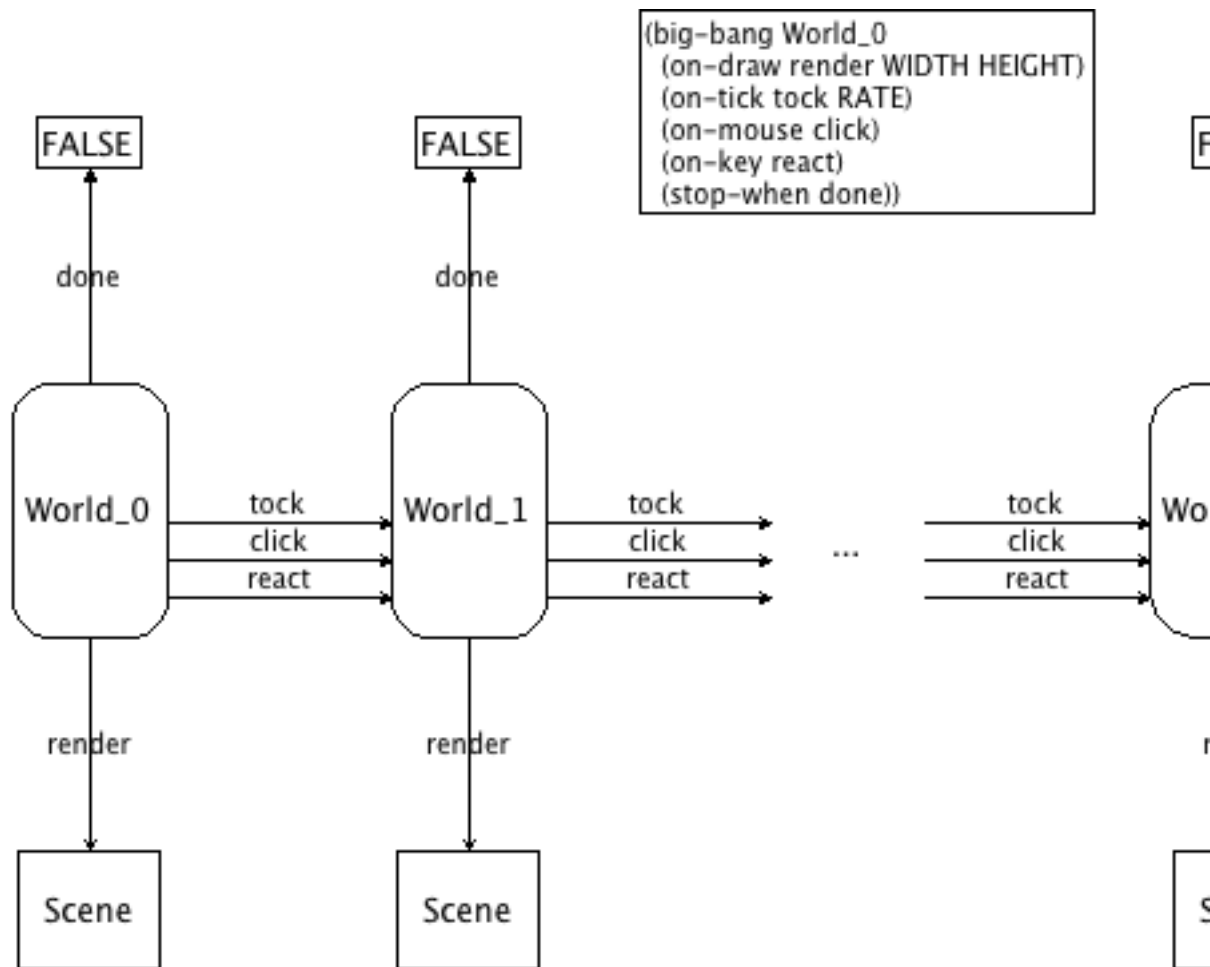 (big-bang World_0
(on-draw render WIDTH HEIGHT)
(on-tick tock RATE)
(on-mouse click)
(on-key react)
(stop-when done))
FALSE
FALSE
done
done
World_0
tock
click
react
World_1
tock
click
react
...
tock
click
react
render
render
Scene
Scene